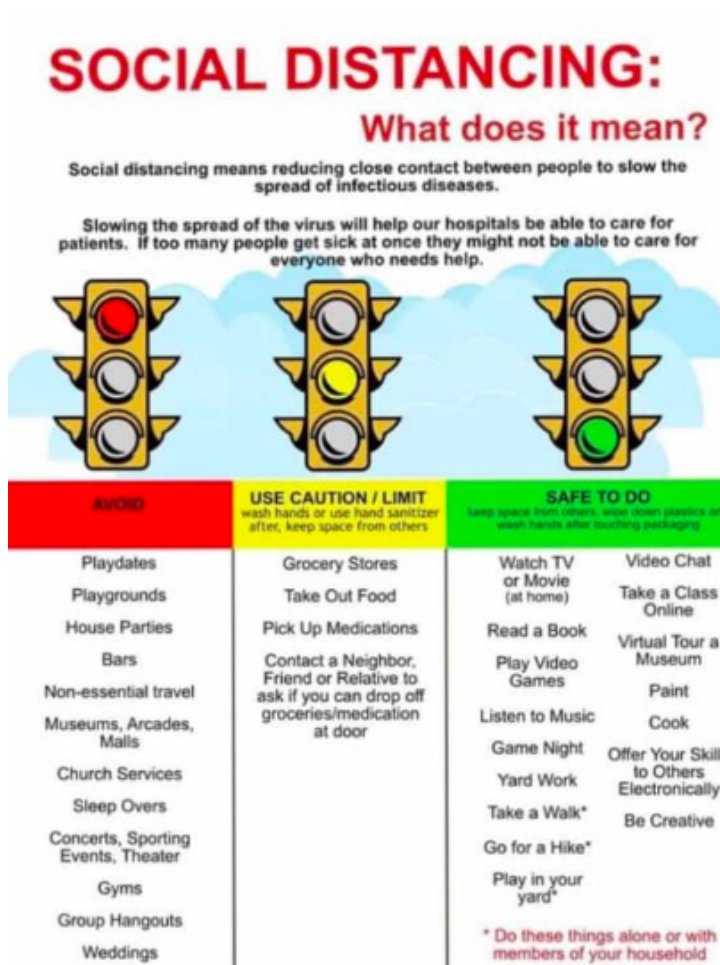 SOCIAL DISTANCING:
What does it mean?
Social distancing means reducing close contact between people to slow the
spread of infectious diseases.
Slowing the spread of the virus will help our hospitals be able to care for
patients. If too many people get sick at once they might not be able to care for
everyone who needs help.
AVOID
Playdates
Playgrounds
House Parties
Bars
Non-essential travel
Museums, Arcades,
Malls
Church Services
Sleep Overs
Concerts, Sporting
Events, Theater
Gyms
Group Hangouts
Weddings
USE CAUTION / LIMIT
wash hands or use hand sanitizer
after, keep space from others
Grocery Stores
Take Out Food
Pick Up Medications
Contact a Neighbor,
Friend or Relative to
ask if you can drop off
groceries/medication
at door
SAFE TO DO
keep space from others, wipe down plastics
wash hands after touching packaging
Watch TV
or Movie
(at home)
Read a Book
Play Video
Games
Listen to Music
Game Night
Yard Work
Take a Walk*
Go for a Hike*
Play in your
yard*
Video Chat
Take a Class
Online
Virtual Tour a
Museum
Paint
Cook
Offer Your Skill
to Others
Electronically
Be Creative
* Do these things alone or with
members of your household